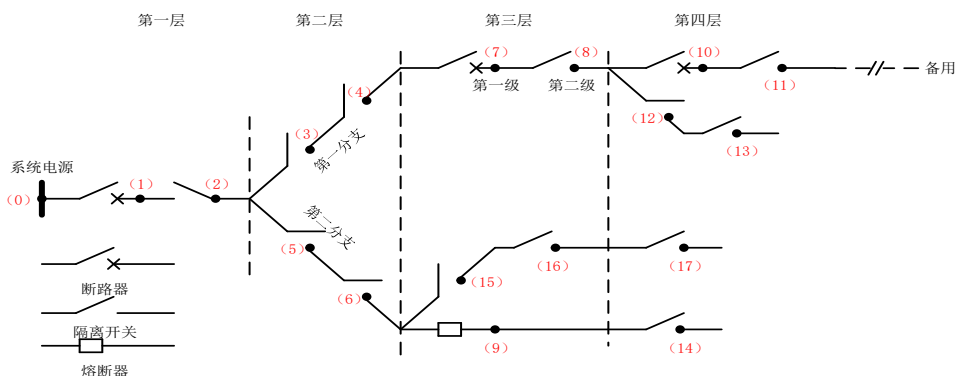 第一层 第二层 第三层 第四层
(7) (8) (10)
备用
第一级 第二级 (11)
(4)
(12)
(3)
第一分支
(13)
系统电源
(0) (1) (2)
第二分支
(5)
(16) (17)
(15)
(6)
断路器
隔离开关
(9) (14)
熔断器